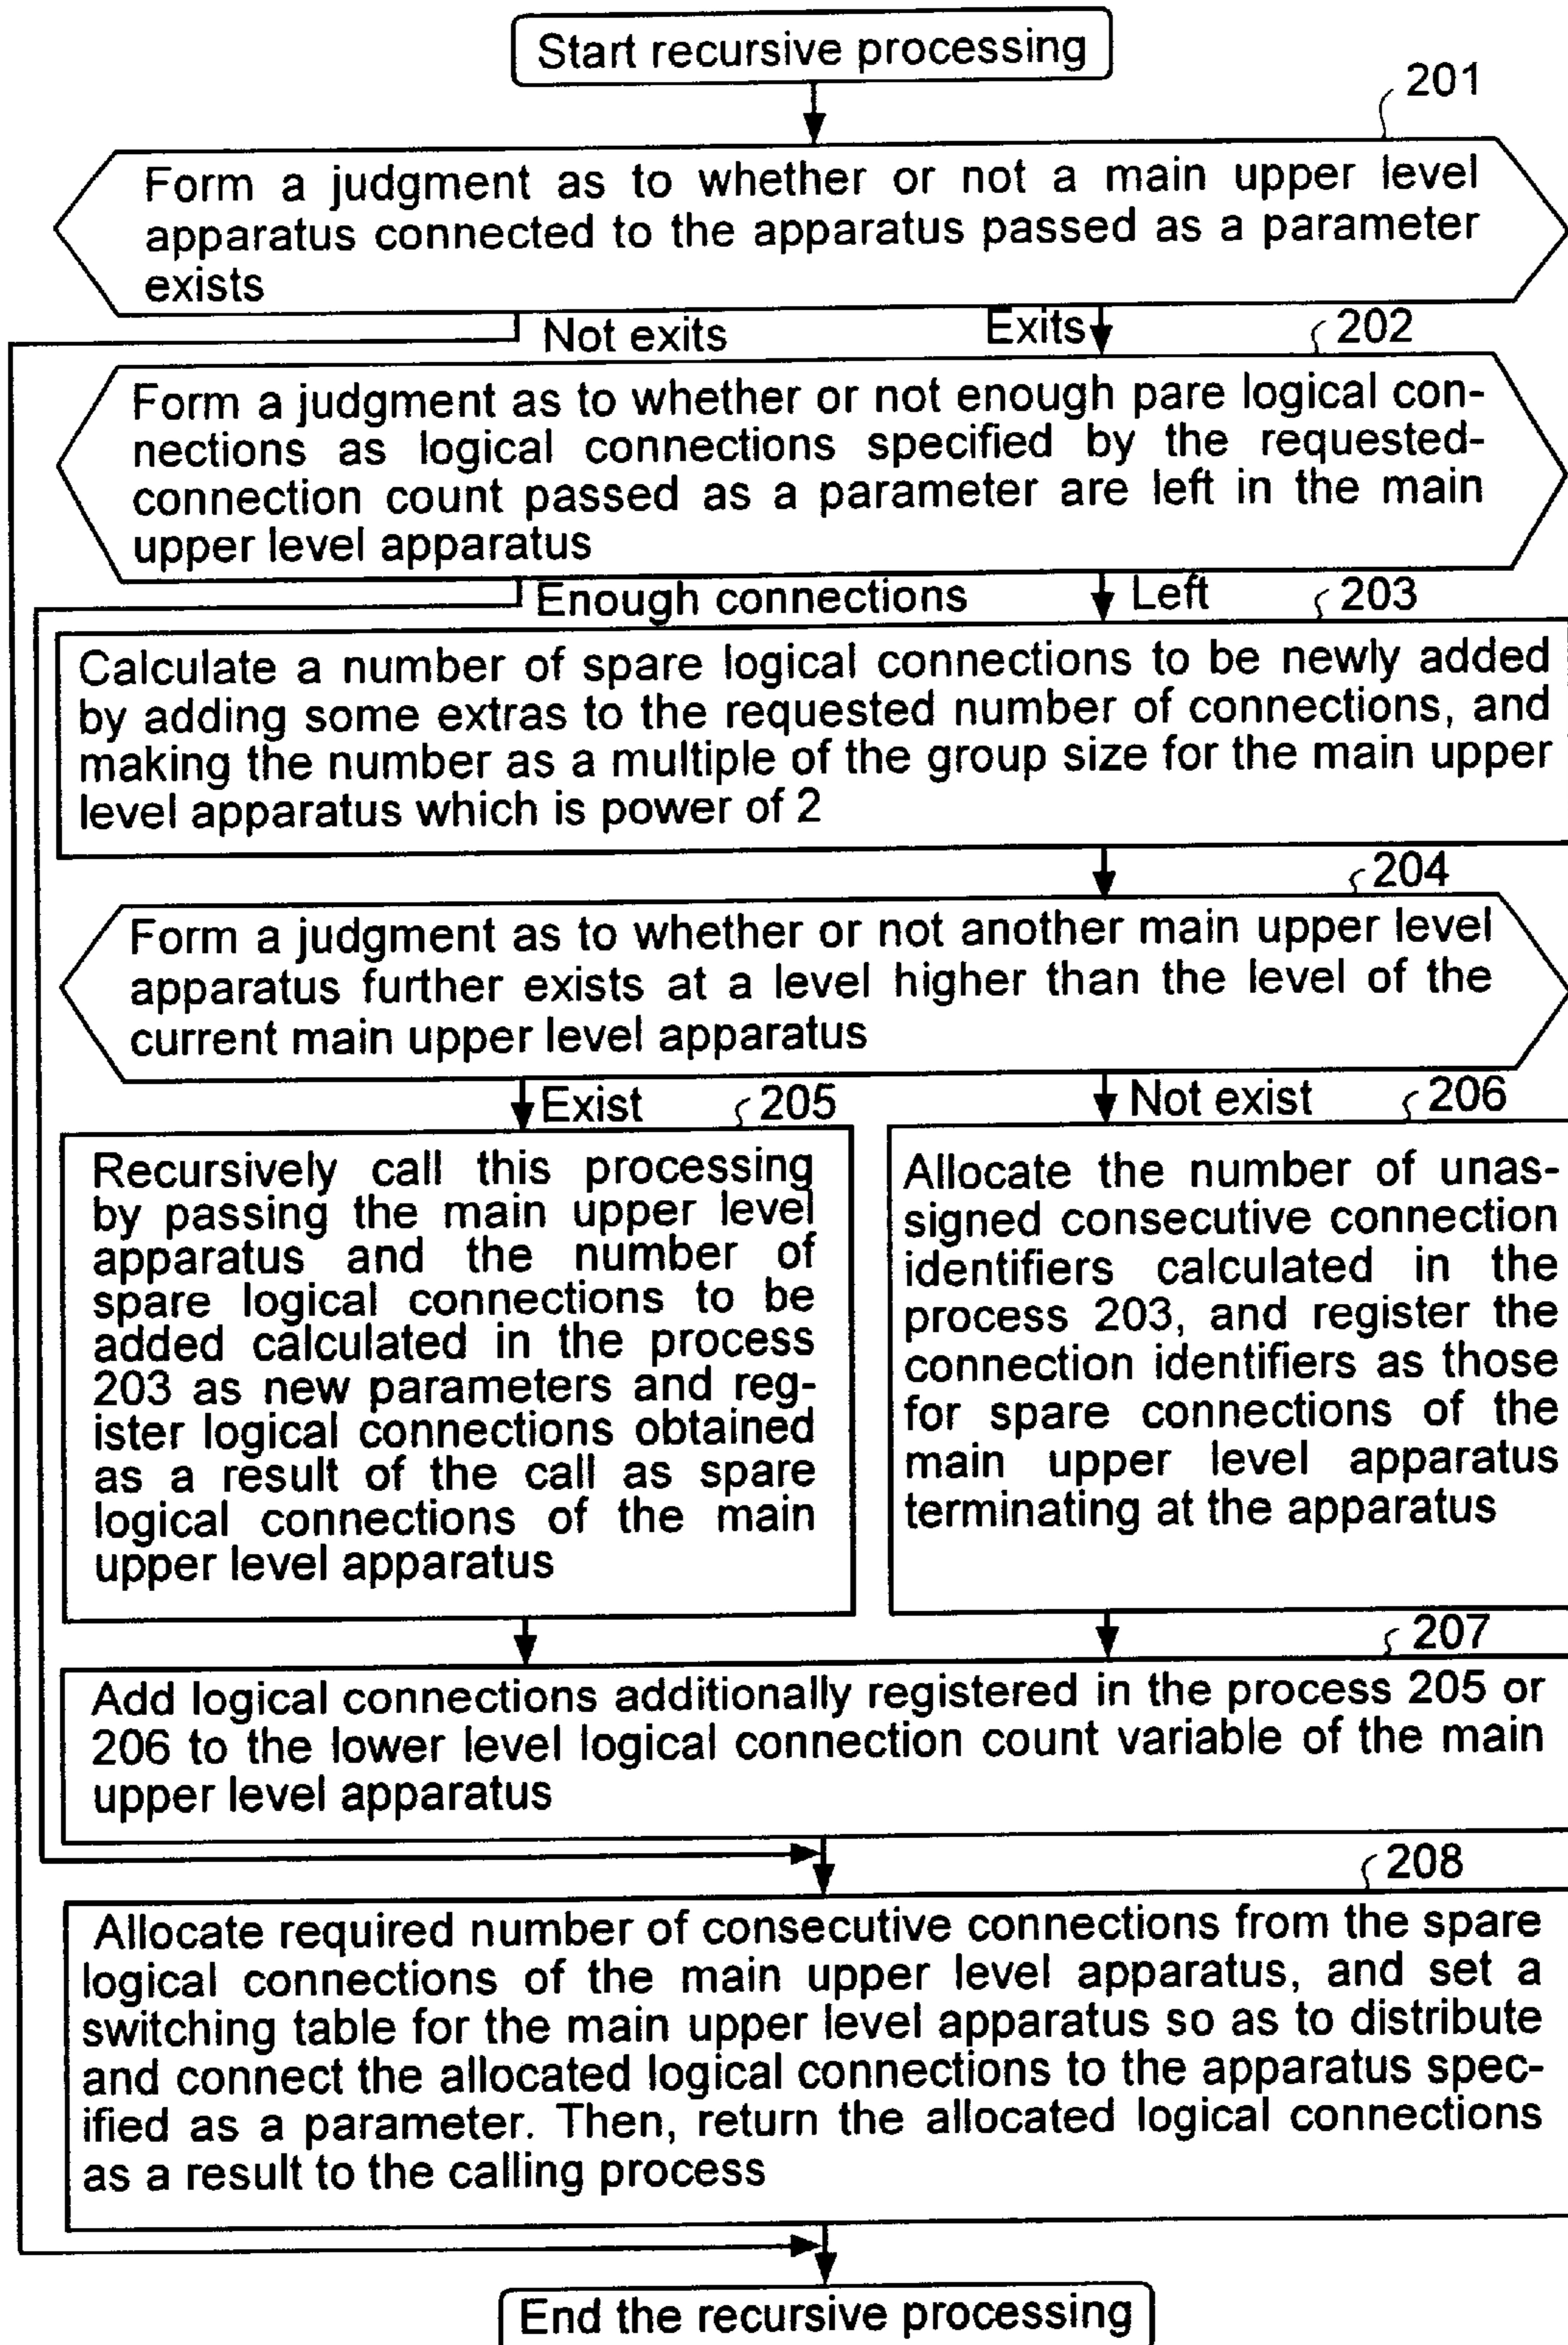 Start recursive processing
201
Form a judgment as to whether or not a main upper level
apparatus connected to the apparatus passed as a parameter
exists
Not exits
Exits
202
Form a judgment as to whether or not enough pare logical con-
nections as logical connections specified by the requested-
connection count passed as a parameter are left in the main
upper level apparatus
Enough connections
Left
203
Calculate a number of spare logical connections to be newly added
by adding some extras to the requested number of connections, and
making the number as a multiple of the group size for the main upper
level apparatus which is power of 2
204
Form a judgment as to whether or not another main upper level
apparatus further exists at a level higher than the level of the
current main upper level apparatus
Exist
205
Not exist
206
Recursively call this processing
by passing the main upper level
apparatus and the number of
spare logical connections to be
added calculated in the process
203 as new parameters and reg-
ister logical connections obtained
as a result of the call as spare
logical connections of the main
upper level apparatus
Allocate the number of unas-
signed consecutive connection
identifiers calculated in the
process 203, and register the
connection identifiers as those
for spare connections of the
main upper level apparatus
terminating at the apparatus
207
Add logical connections additionally registered in the process 205 or
206 to the lower level logical connection count variable of the main
upper level apparatus
208
Allocate required number of consecutive connections from the spare
logical connections of the main upper level apparatus, and set a
switching table for the main upper level apparatus so as to distribute
and connect the allocated logical connections to the apparatus spec-
ified as a parameter. Then, return the allocated logical connections
as a result to the calling process
End the recursive processing